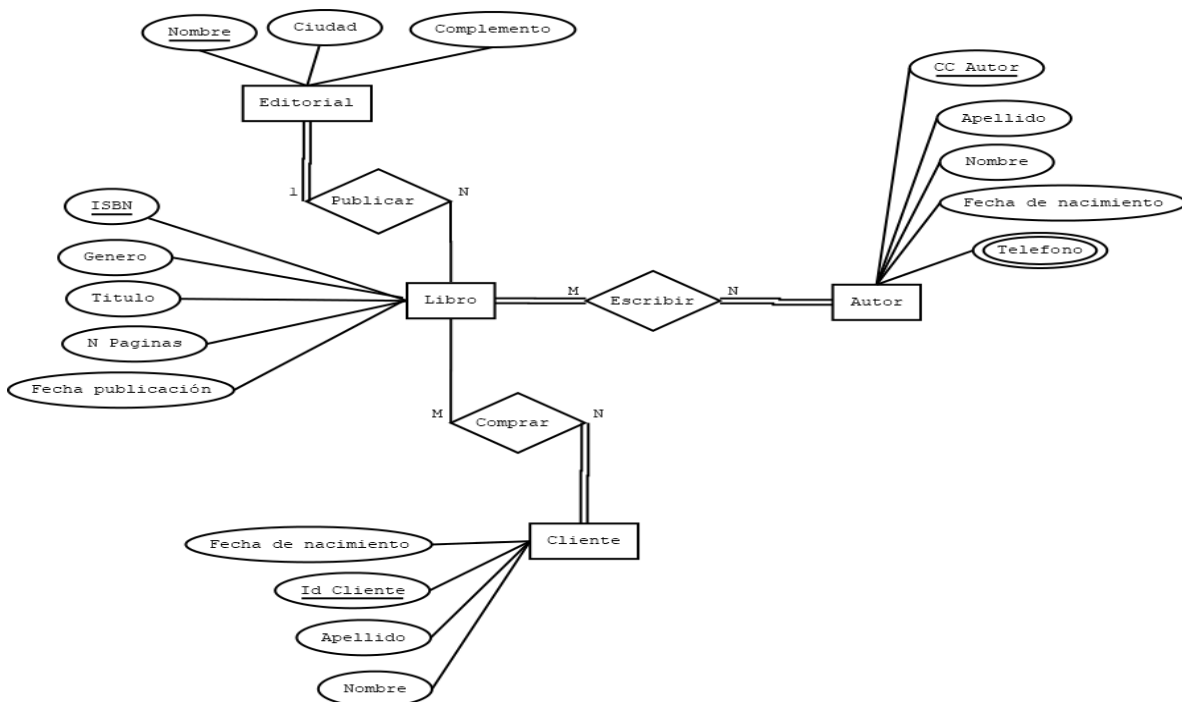 Nombre
Ciudad
Complemento
Editorial
CC Autor
Apellido
Nombre
Fecha de nacimiento
Telefono
1
Publicar
N
ISBN
Genero
Titulo
N Paginas
Fecha publicación
Libro
M
Escribir
N
Autor
M
Comprar
N
Cliente
Fecha de nacimiento
Id Cliente
Apellido
Nombre